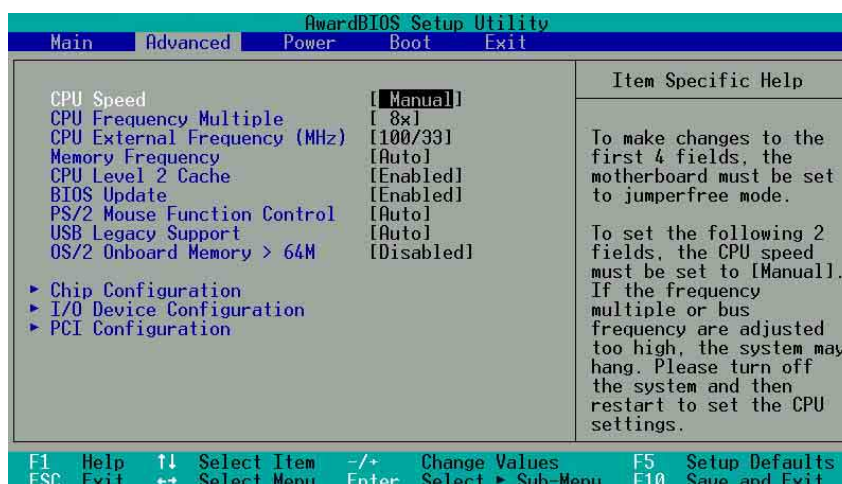 AwardBIOS Setup Utility
Main Advanced Power Boot Exit
CPU Speed [ Manual]
CPU Frequency Multiple [ 8x]
CPU External Frequency (MHz) [100/33]
Memory Frequency [Auto]
CPU Level 2 Cache [Enabled]
BIOS Update [Enabled]
PS/2 Mouse Function Control [Auto]
USB Legacy Support [Auto]
OS/2 Onboard Memory > 64M [Disabled]
► Chip Configuration
► I/O Device Configuration
► PCI Configuration
Item Specific Help
To make changes to the
first 4 fields, the
motherboard must be set
to jumperfree mode.
To set the following 2
fields, the CPU speed
must be set to [Manual].
If the frequency
multiple or bus
frequency are adjusted
too high, the system may
hang. Please turn off
the system and then
restart to set the CPU
settings.
F1 Help ↑↓ Select Item -/+ Change Values F5 Setup Defaults
ESC Exit ←→ Select Menu Enter Select ► Sub-Menu F10 Save and Exit